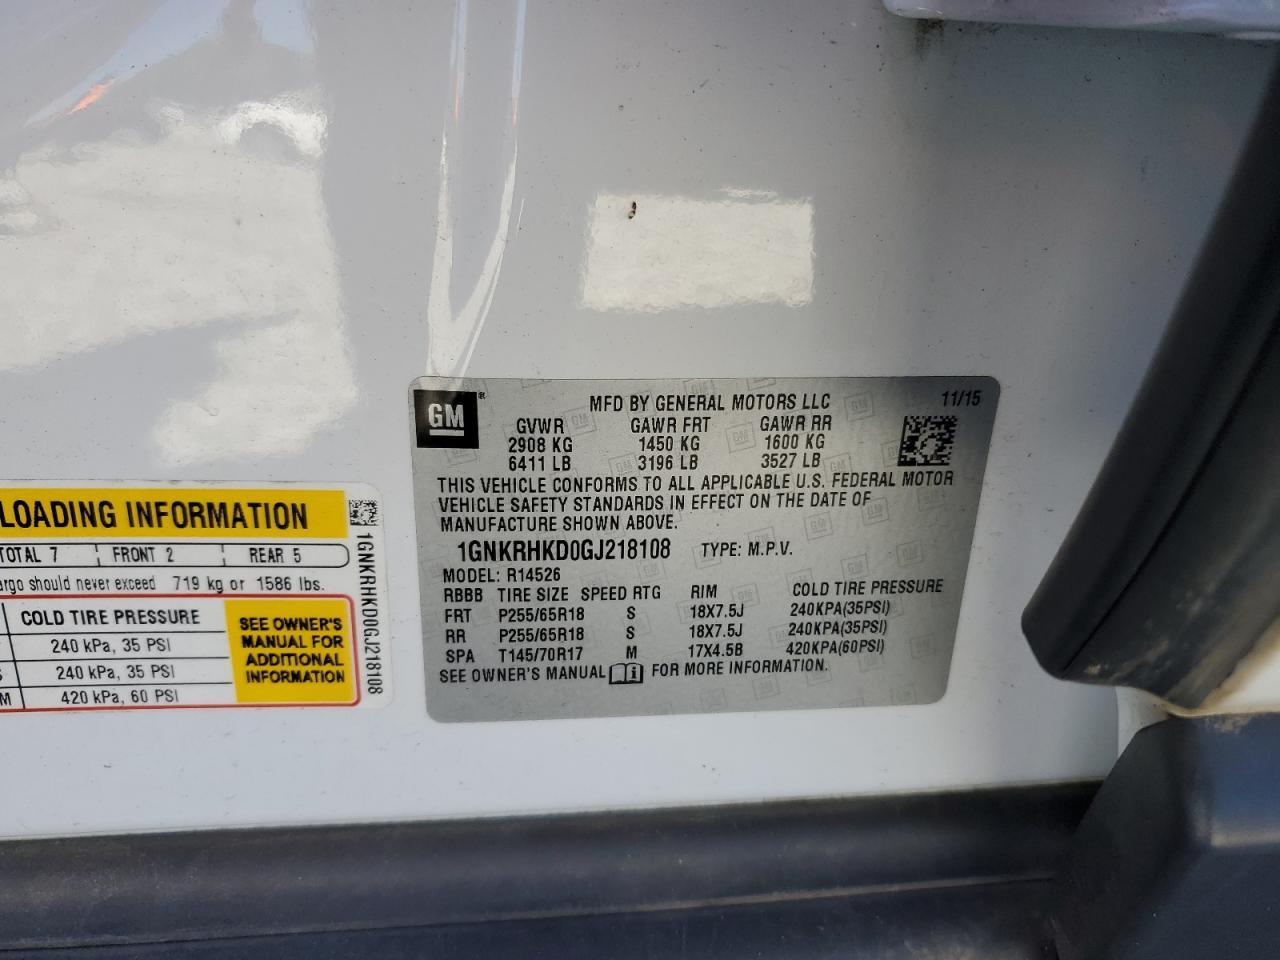 LOADING INFORMATION
TOTAL 7 FRONT 2 REAR 5
cargo should never exceed 719 kg or 1586 lbs.
COLD TIRE PRESSURE
240 kPa, 35 PSI
S 240 kPa, 35 PSI
M 420 kPa, 60 PSI
SEE OWNER'S
MANUAL FOR
ADDITIONAL
INFORMATION
1GNKRHKD0GJ218108
GM®
MFD BY GENERAL MOTORS LLC 11/15
GVWR GAWR FRT GAWR RR
2908 KG 1450 KG 1600 KG
6411 LB 3196 LB 3527 LB
THIS VEHICLE CONFORMS TO ALL APPLICABLE U.S. FEDERAL MOTOR
VEHICLE SAFETY STANDARDS IN EFFECT ON THE DATE OF
MANUFACTURE SHOWN ABOVE.
1GNKRHKD0GJ218108 TYPE: M.P.V.
MODEL: R14526
RBBB TIRE SIZE SPEED RTG RIM COLD TIRE PRESSURE
FRT P255/65R18 S 18X7.5J 240KPA(35PSI)
RR P255/65R18 S 18X7.5J 240KPA(35PSI)
SPA T145/70R17 M 17X4.5B 420KPA(60PSI)
SEE OWNER'S MANUAL i FOR MORE INFORMATION.